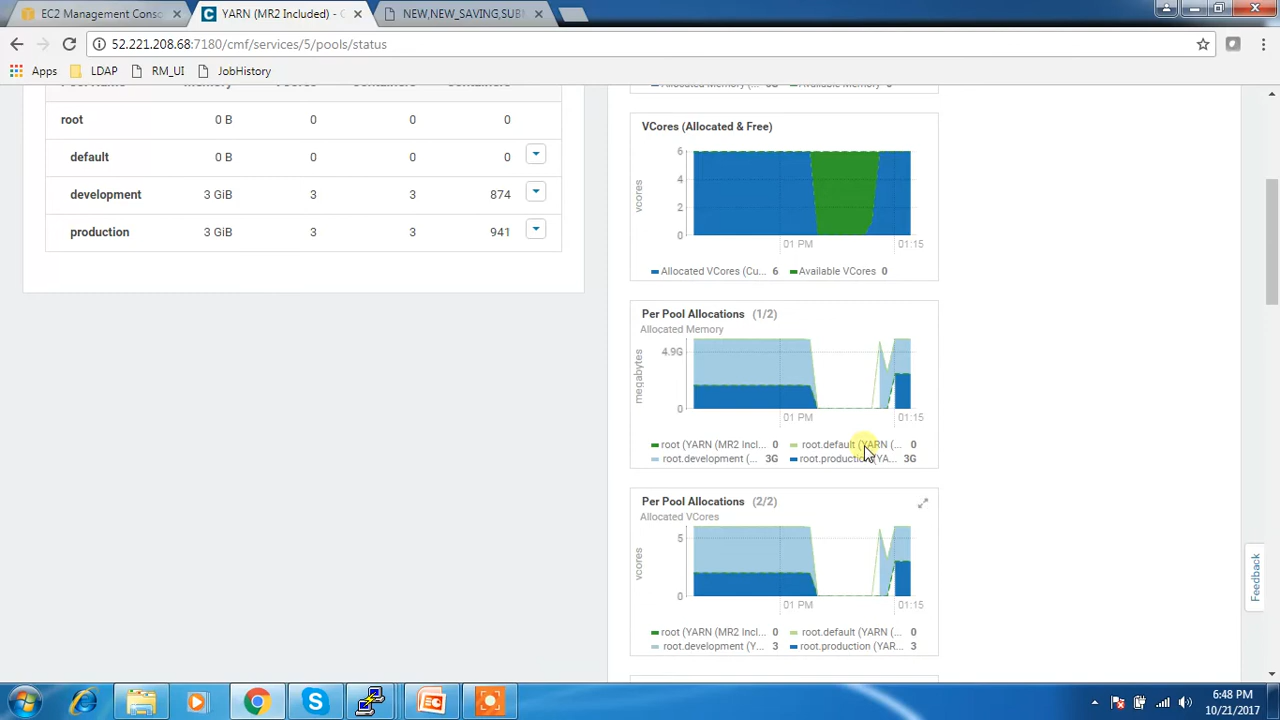 EC2 Management Consc
YARN (MR2 Included) - C
NEW,NEW_SAVING SUBI
52.221.208.68:7180/cmf/services/5/pools/status
Apps
LDAP
RM_UI
JobHistory
root 0 B 0 0 0
default 0 B 0 0 0
development 3 GiB 3 3 874
production 3 GiB 3 3 941
Allocated Memory (... Available Memory
VCores (Allocated & Free)
6
4
2
0
vcores
01 PM 01:15
Allocated VCores (Cu... 6 Available VCores 0
Per Pool Allocations (1/2)
Allocated Memory
4.9G
0
megabytes
01 PM 01:15
root (YARN (MR2 Incl... 0 root.default (YARN (... 0
root.development (... 3G root.production (YA... 3G
Per Pool Allocations (2/2)
Allocated VCores
5
0
vcores
01 PM 01:15
root (YARN (MR2 Incl... 0 root.default (YARN (... 0
root.development (Y... 3 root.production (YAR... 3
Feedback
6:48 PM
10/21/2017